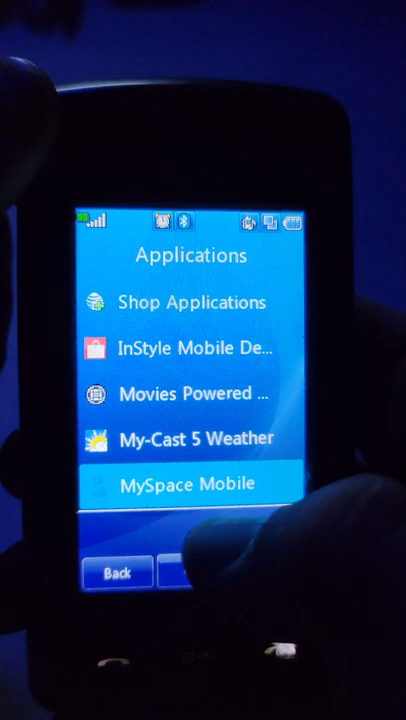 Applications
Shop Applications
InStyle Mobile De...
Movies Powered ...
My-Cast 5 Weather
MySpace Mobile
Back